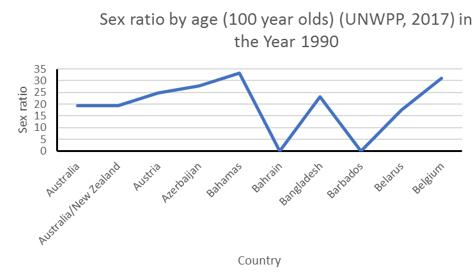 Sex ratio by age (100 year olds) (UNWPP, 2017) in
the Year 1990
35
30
25
20
15
10
5
0
Sex ratio
Australia
Australia/New Zealand
Austria
Azerbaijan
Bahamas
Bahrain
Bangladesh
Barbados
Belarus
Belgium
Country